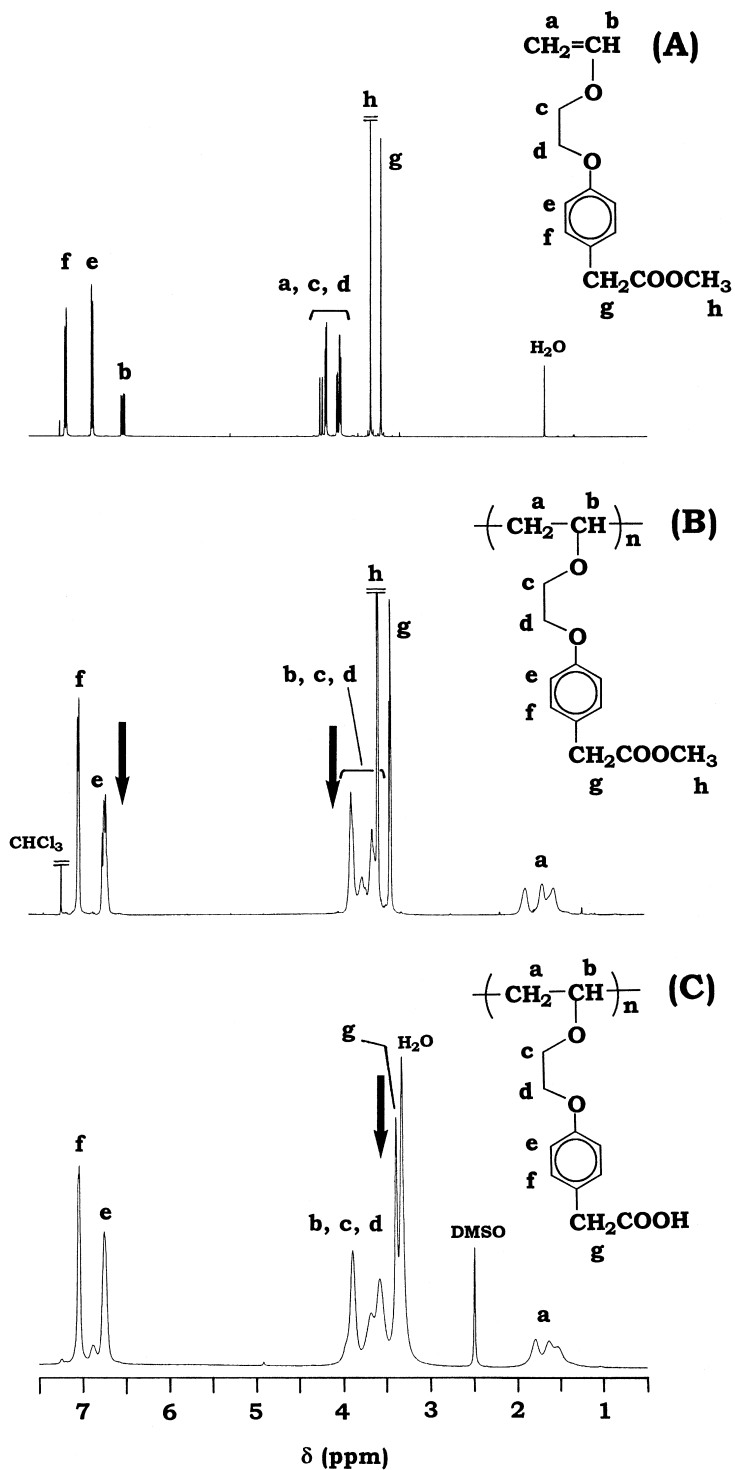 a b
CH2=CH (A)
O
c
d
O
e
f
CH2COOCH3
g h
h
g
f e
a, c, d
b
H2O
a b
CH2-CH n (B)
O
c
d
O
e
f
CH2COOCH3
g h
h
g
f
b, c, d
e
CHCl3
a
a b
CH2-CH n (C)
O
c
d
O
e
f
CH2COOH
g
g H2O
f
e
b, c, d
DMSO
a
7 6 5 4 3 2 1
δ (ppm)